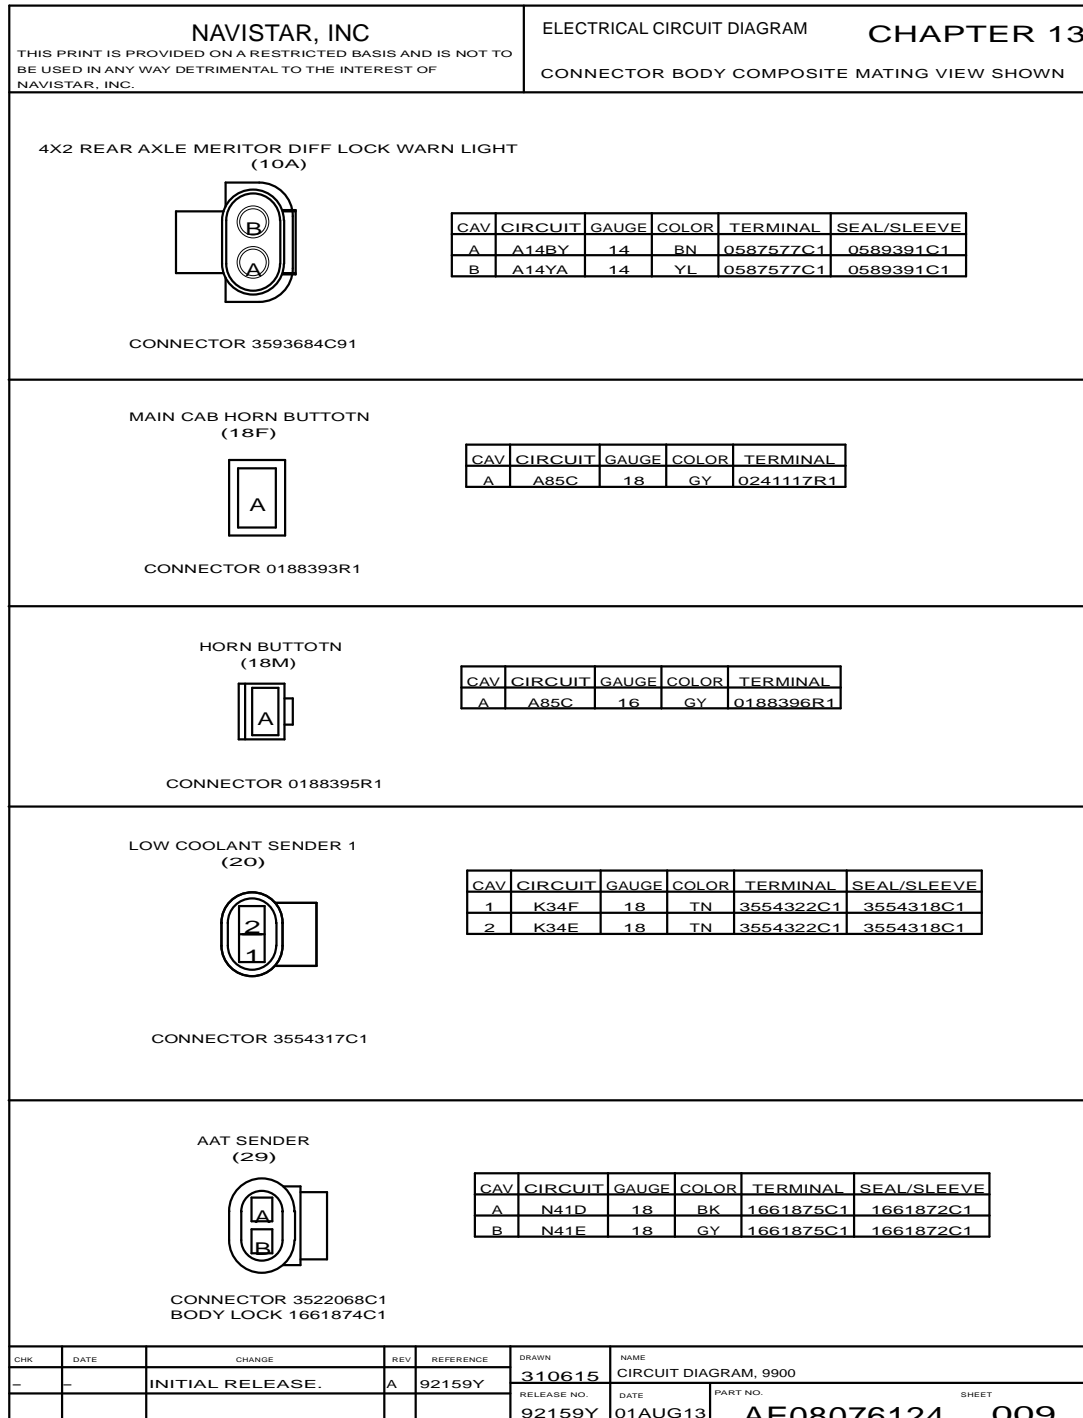 NAVISTAR, INC
THIS PRINT IS PROVIDED ON A RESTRICTED BASIS AND IS NOT TO
BE USED IN ANY WAY DETRIMENTAL TO THE INTEREST OF
NAVISTAR, INC.
ELECTRICAL CIRCUIT DIAGRAM CHAPTER 13
CONNECTOR BODY COMPOSITE MATING VIEW SHOWN
4X2 REAR AXLE MERITOR DIFF LOCK WARN LIGHT
(10A)
B
A
CONNECTOR 3593684C91
CAV CIRCUIT GAUGE COLOR TERMINAL SEAL/SLEEVE
A A14BY 14 BN 0587577C1 0589391C1
B A14YA 14 YL 0587577C1 0589391C1
MAIN CAB HORN BUTTOTN
(18F)
A
CONNECTOR 0188393R1
CAV CIRCUIT GAUGE COLOR TERMINAL
A A85C 18 GY 0241117R1
HORN BUTTOTN
(18M)
A
CONNECTOR 0188395R1
CAV CIRCUIT GAUGE COLOR TERMINAL
A A85C 16 GY 0188396R1
LOW COOLANT SENDER 1
(20)
2
1
CONNECTOR 3554317C1
CAV CIRCUIT GAUGE COLOR TERMINAL SEAL/SLEEVE
1 K34F 18 TN 3554322C1 3554318C1
2 K34E 18 TN 3554322C1 3554318C1
AAT SENDER
(29)
A
B
CONNECTOR 3522068C1
BODY LOCK 1661874C1
CAV CIRCUIT GAUGE COLOR TERMINAL SEAL/SLEEVE
A N41D 18 BK 1661875C1 1661872C1
B N41E 18 GY 1661875C1 1661872C1
CHK DATE CHANGE REV REFERENCE
– – INITIAL RELEASE. A 92159Y
DRAWN
310615
NAME
CIRCUIT DIAGRAM, 9900
RELEASE NO.
92159Y
DATE
01AUG13
PART NO.
AE08076124
SHEET
009